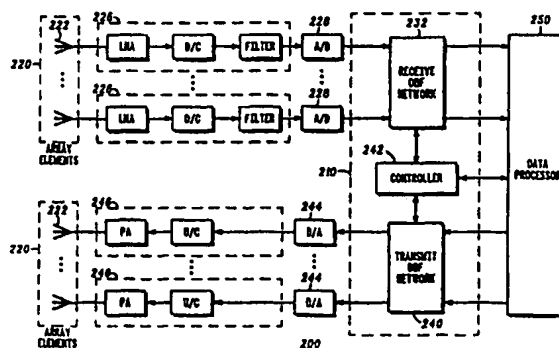 222
226
228
232
250
220
LNA
D/C
FILTER
A/D
RECEIVE
DBF
NETWORK
226
228
LNA
D/C
FILTER
A/D
ARRAY
ELEMENTS
210
242
CONTROLLER
DATA
PROCESSOR
222
246
244
220
PA
U/C
D/A
TRANSMIT
DBF
NETWORK
246
244
PA
U/C
D/A
ARRAY
ELEMENTS
240
200